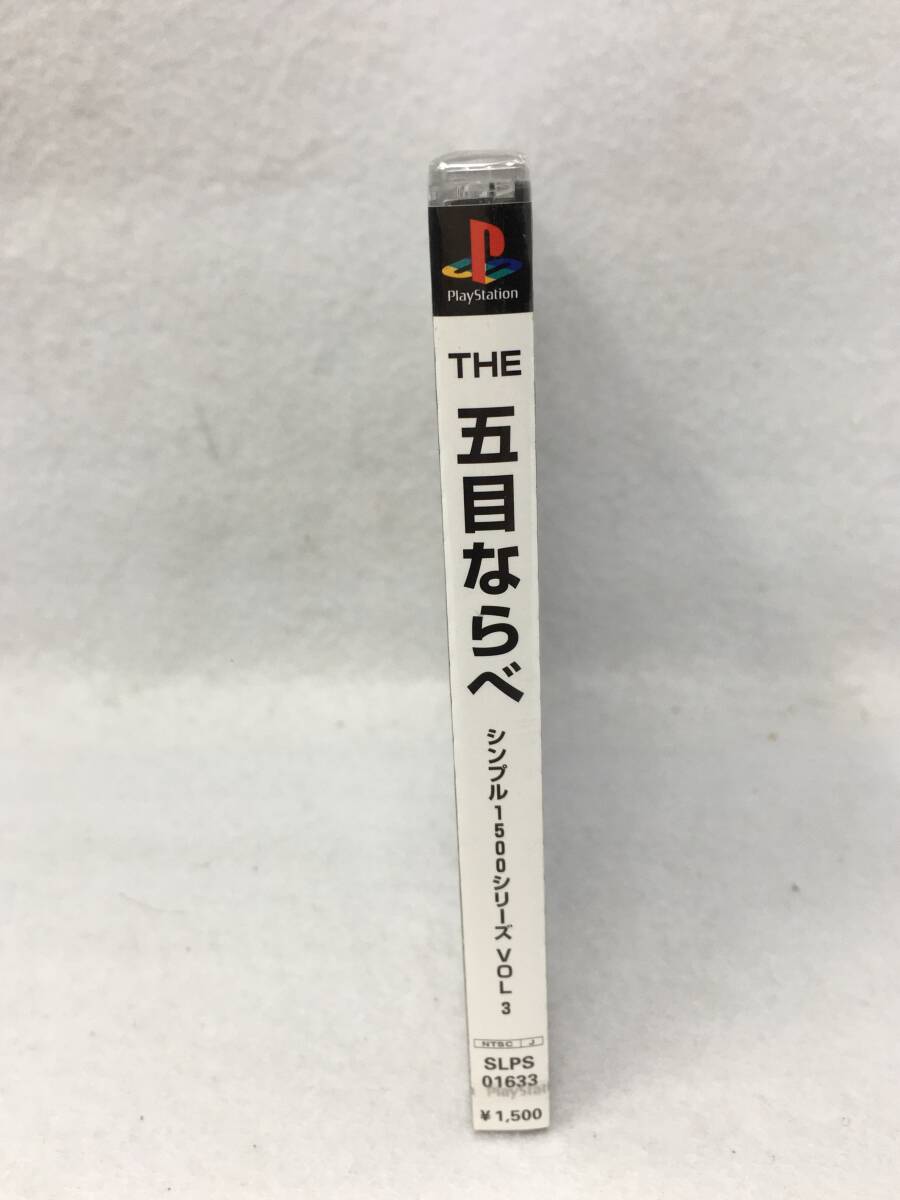 PlayStation
THE
五目ならべ
シンプル1500シリーズ VOL 3
NTSC J
SLPS
01633
PlayStation
¥1,500